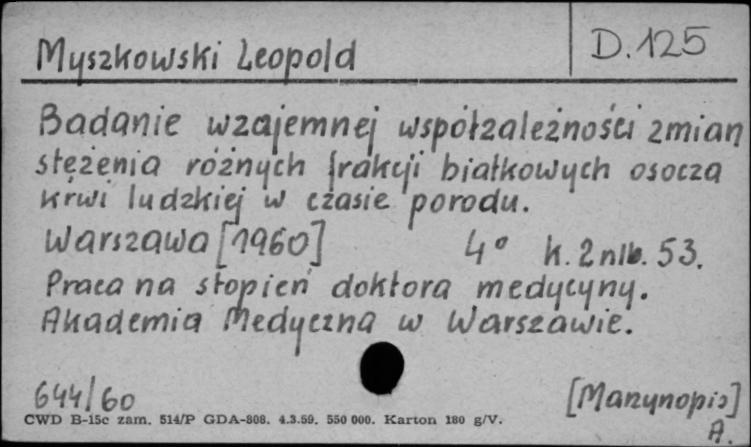 Myszkowski Leopold
D.125
Badanie wzajemnej współzależności zmian
stężenia różnych frakcji białkowych osocza
krwi ludzkiej w czasie porodu.
Warszawa [1960] 4° k. 2 nlb. 53.
Praca na stopień doktora medycyny.
Akademia Medyczna w Warszawie.
644/60
[Maszynopis]
CWD B-15c zam. 514/P GDA-808. 4.3.59. 550 000. Karton 180 g/V.
A.